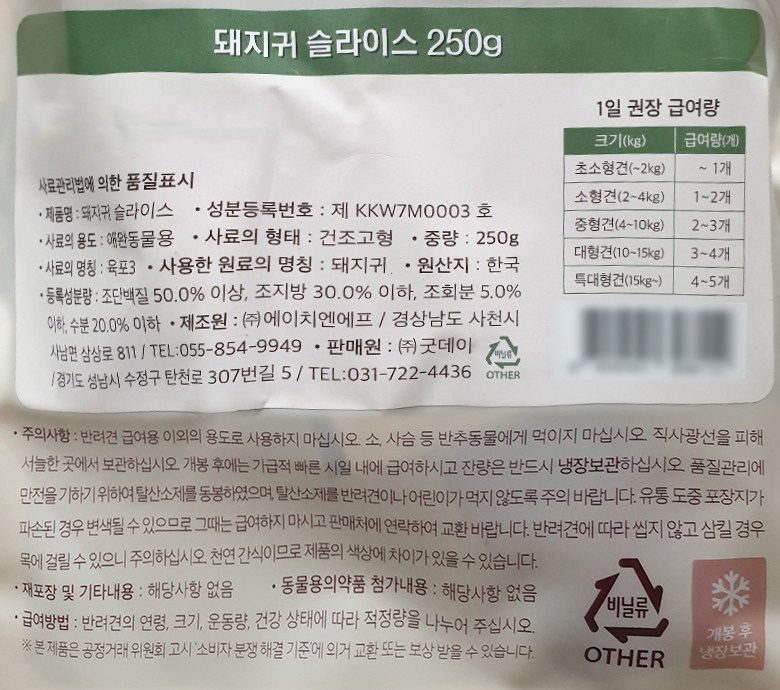 돼지귀 슬라이스 250g
1일 권장 급여량
크기(kg) 급여량(개)
초소형견(~2kg) ~ 1개
소형견(2~4kg) 1~2개
중형견(4~10kg) 2~3개
대형견(10~15kg) 3~4개
특대형견(15kg~) 4~5개
사료관리법에 의한 품질표시
• 제품명 : 돼지귀 슬라이스 • 성분등록번호 : 제 KKW7M0003 호
• 사료의 용도 : 애완동물용 • 사료의 형태 : 건조고형 • 중량 : 250g
• 사료의 명칭 : 육포3 • 사용한 원료의 명칭 : 돼지귀 • 원산지 : 한국
• 등록성분량 : 조단백질 50.0% 이상, 조지방 30.0% 이하, 조회분 5.0%
이하, 수분 20.0% 이하 • 제조원 : ㈜에이치엔에프 / 경상남도 사천시
사남면 삼상로 811 / TEL:055-854-9949 • 판매원 : ㈜굿데이
/경기도 성남시 수정구 탄천로 307번길 5 / TEL:031-722-4436
비닐류
OTHER
• 주의사항 : 반려견 급여용 이외의 용도로 사용하지 마십시오. 소, 사슴 등 반추동물에게 먹이지 마십시오. 직사광선을 피해
서늘한 곳에서 보관하십시오. 개봉 후에는 가급적 빠른 시일 내에 급여하시고 잔량은 반드시 냉장보관하십시오. 품질관리에
만전을 기하기 위하여 탈산소제를 동봉하였으며, 탈산소제를 반려견이나 어린이가 먹지 않도록 주의 바랍니다. 유통 도중 포장지가
파손된 경우 변색될 수 있으므로 그때는 급여하지 마시고 판매처에 연락하여 교환 바랍니다. 반려견에 따라 씹지 않고 삼킬 경우
목에 걸릴 수 있으니 주의하십시오. 천연 간식이므로 제품의 색상에 차이가 있을 수 있습니다.
• 재포장 및 기타내용 : 해당사항 없음 • 동물용의약품 첨가내용 : 해당사항 없음
• 급여방법 : 반려견의 연령, 크기, 운동량, 건강 상태에 따라 적정량을 나누어 주십시오.
※ 본 제품은 공정거래 위원회 고시 '소비자 분쟁 해결 기준'에 의거 교환 또는 보상 받을 수 있습니다.
비닐류
OTHER
개봉 후
냉장보관